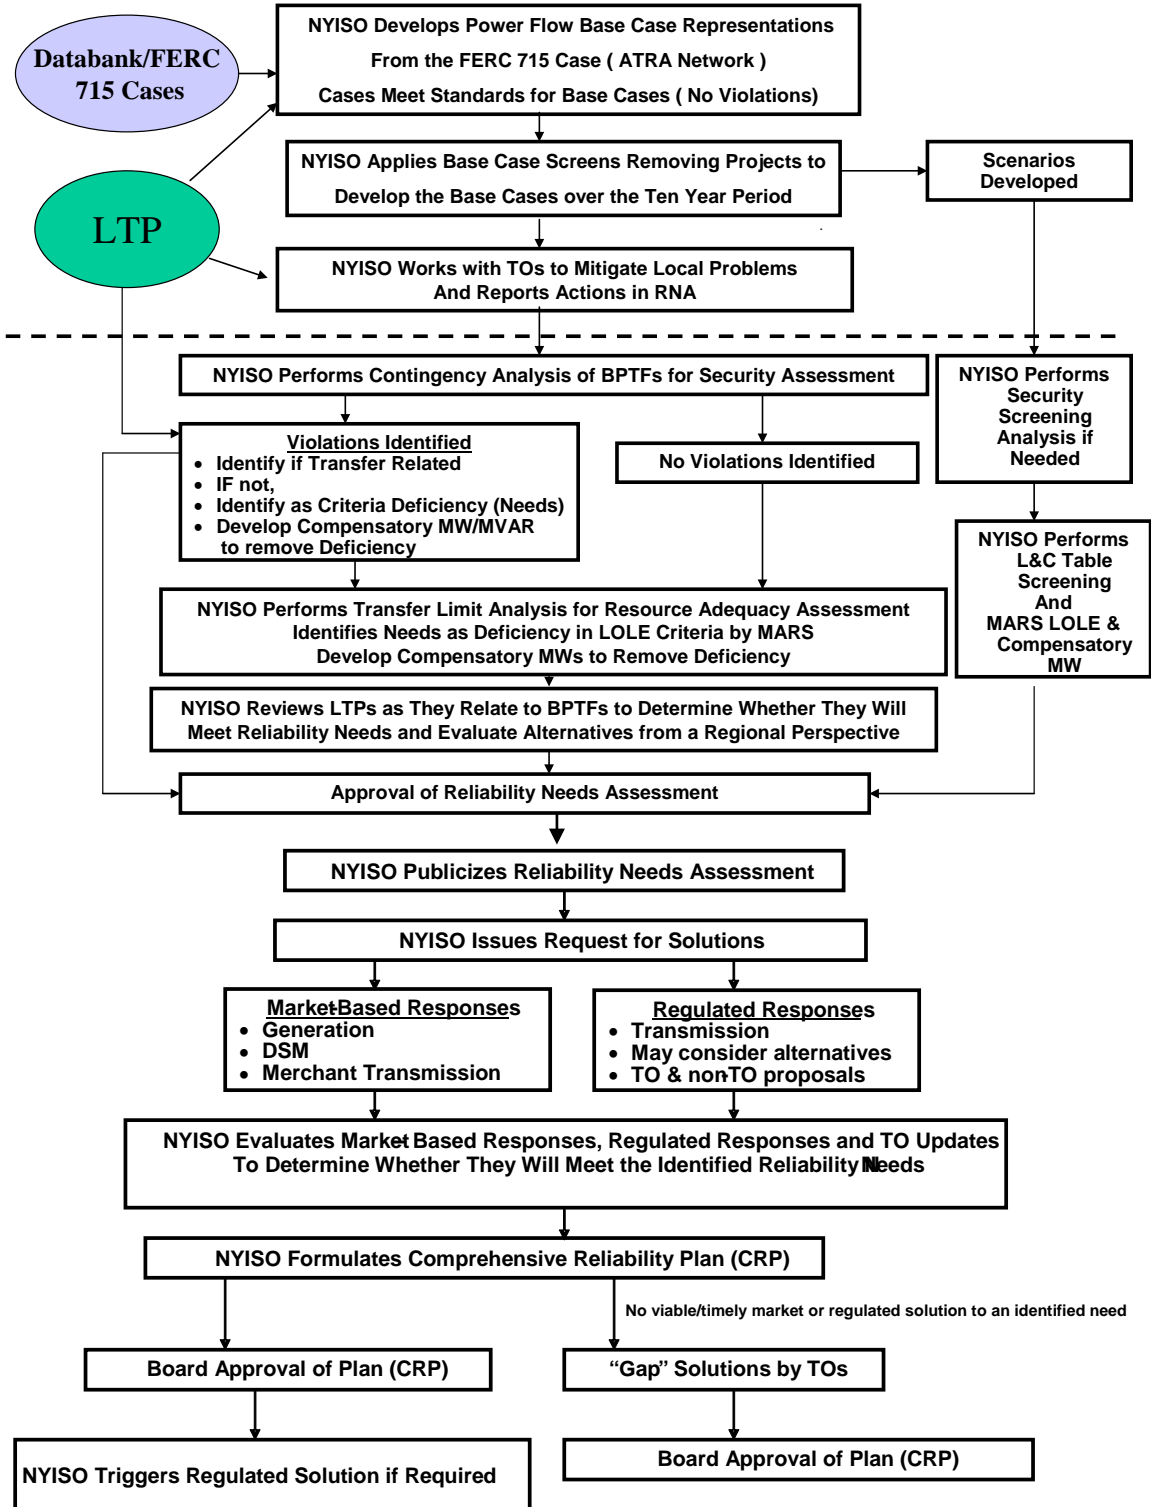 NYISO Develops Power Flow Base Case Representations
From the FERC 715 Case ( ATRA Network )
Cases Meet Standards for Base Cases ( No Violations)
Databank/FERC
715 Cases
NYISO Applies Base Case Screens Removing Projects to
Develop the Base Cases over the Ten Year Period
Scenarios
Developed
LTP
NYISO Works with TOs to Mitigate Local Problems
And Reports Actions in RNA
NYISO Performs Contingency Analysis of BPTFs for Security Assessment
NYISO Performs
Security
Screening
Analysis if
Needed
Violations Identified
• Identify if Transfer Related
• IF not,
• Identify as Criteria Deficiency (Needs)
• Develop Compensatory MW/MVAR
to remove Deficiency
No Violations Identified
NYISO Performs
L&C Table
Screening
And
MARS LOLE &
Compensatory
MW
NYISO Performs Transfer Limit Analysis for Resource Adequacy Assessment
Identifies Needs as Deficiency in LOLE Criteria by MARS
Develop Compensatory MWs to Remove Deficiency
NYISO Reviews LTPs as They Relate to BPTFs to Determine Whether They Will
Meet Reliability Needs and Evaluate Alternatives from a Regional Perspective
Approval of Reliability Needs Assessment
NYISO Publicizes Reliability Needs Assessment
NYISO Issues Request for Solutions
Market-Based Responses
• Generation
• DSM
• Merchant Transmission
Regulated Responses
• Transmission
• May consider alternatives
• TO & non-TO proposals
NYISO Evaluates Market-Based Responses, Regulated Responses and TO Updates
To Determine Whether They Will Meet the Identified Reliability Needs
NYISO Formulates Comprehensive Reliability Plan (CRP)
No viable/timely market or regulated solution to an identified need
Board Approval of Plan (CRP)
“Gap” Solutions by TOs
NYISO Triggers Regulated Solution if Required
Board Approval of Plan (CRP)